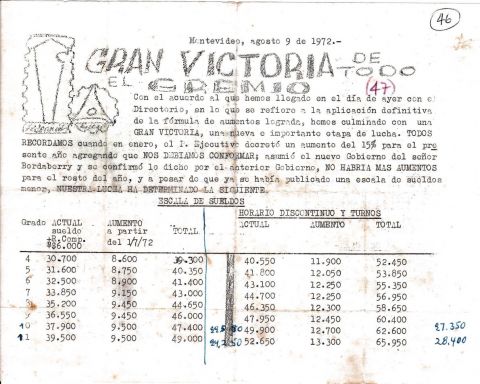 46
Montevideo, agosto 9 de 1972.-
GRAN VICTORIA DE TODO
EL GREMIO
(47)
Con el acuerdo al que hemos llegado en el día de ayer con el
Directorio, en lo que se refiere a la aplicación definitiva
de la fórmula de aumentos lograda, hemos culminado con una
GRAN VICTORIA, una nueva e importante etapa de lucha. TODOS
RECORDAMOS cuando en enero, el P. Ejecutivo decretó un aumento del 15% para el pre
sente año agregando que NOS DEBIAMOS CONFORMAR; asumió el nuevo Gobierno del señor
Bordaberry y se confirmó lo dicho por el anterior Gobierno, NO HABRIA MAS AUMENTOS
para el resto del año, y a pesar de que ya se había publicado una escala de sueldos
menor, NUESTRA LUCHA HA DETERMINADO LA SIGUIENTE.
ESCALA DE SUELDOS
HORARIO DISCONTINUO Y TURNOS
Grado ACTUAL AUMENTO TOTAL ACTUAL AUMENTO TOTAL
sueldo a partir
+R.Comp. del 1/7/72
$6.000
4 30.700 8.600 39.300 40.550 11.900 52.450
5 31.600 8.750 40.350 41.800 12.050 53.850
6 32.500 8.900 41.400 43.100 12.250 55.350
7 33.850 9.150 43.000 44.700 12.250 56.950
8 35.200 9.450 44.650 46.350 12.300 58.650
9 36.550 9.450 46.000 47.950 12.450 60.400
10 37.900 9.500 47.400 49.900 12.700 62.600 27.350
11 39.500 9.500 49.000 52.650 13.300 65.950 28.400